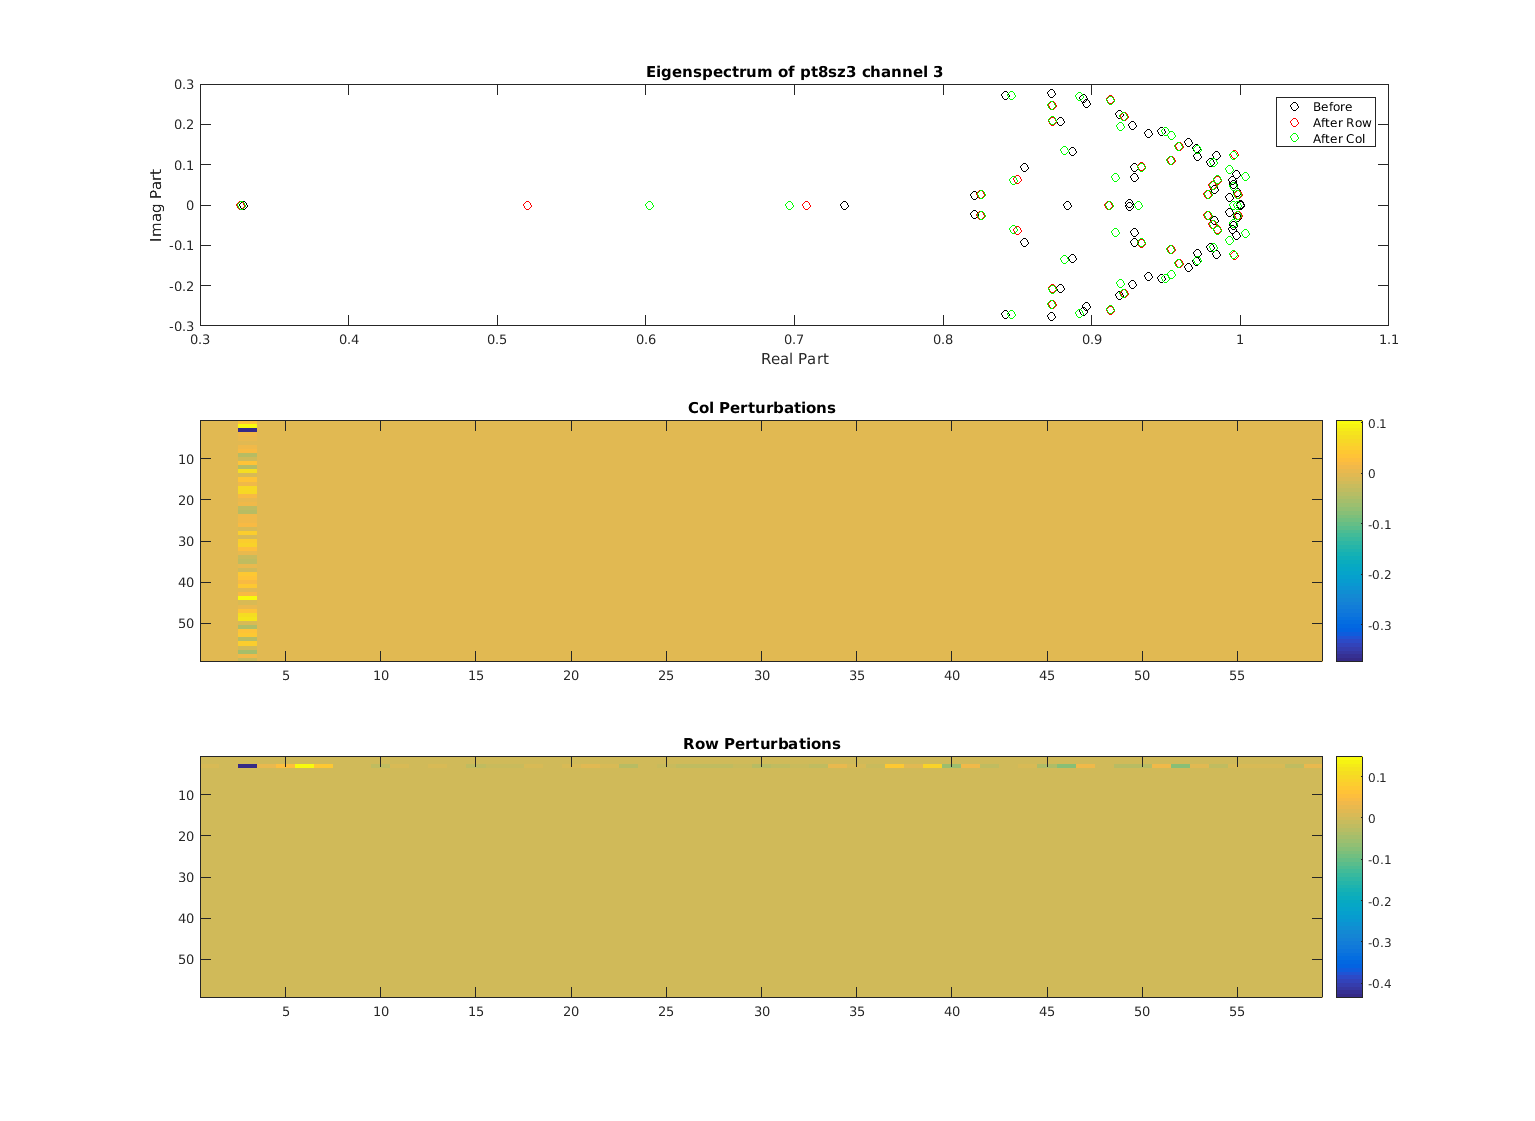 Eigenspectrum of pt8sz3 channel 3
0.3
0.2
0.1
0
-0.1
-0.2
-0.3
Imag Part
Before
After Row
After Col
0.3 0.4 0.5 0.6 0.7 0.8 0.9 1 1.1
Real Part
Col Perturbations
10
20
30
40
50
5 10 15 20 25 30 35 40 45 50 55
0.1
0
-0.1
-0.2
-0.3
Row Perturbations
10
20
30
40
50
5 10 15 20 25 30 35 40 45 50 55
0.1
0
-0.1
-0.2
-0.3
-0.4